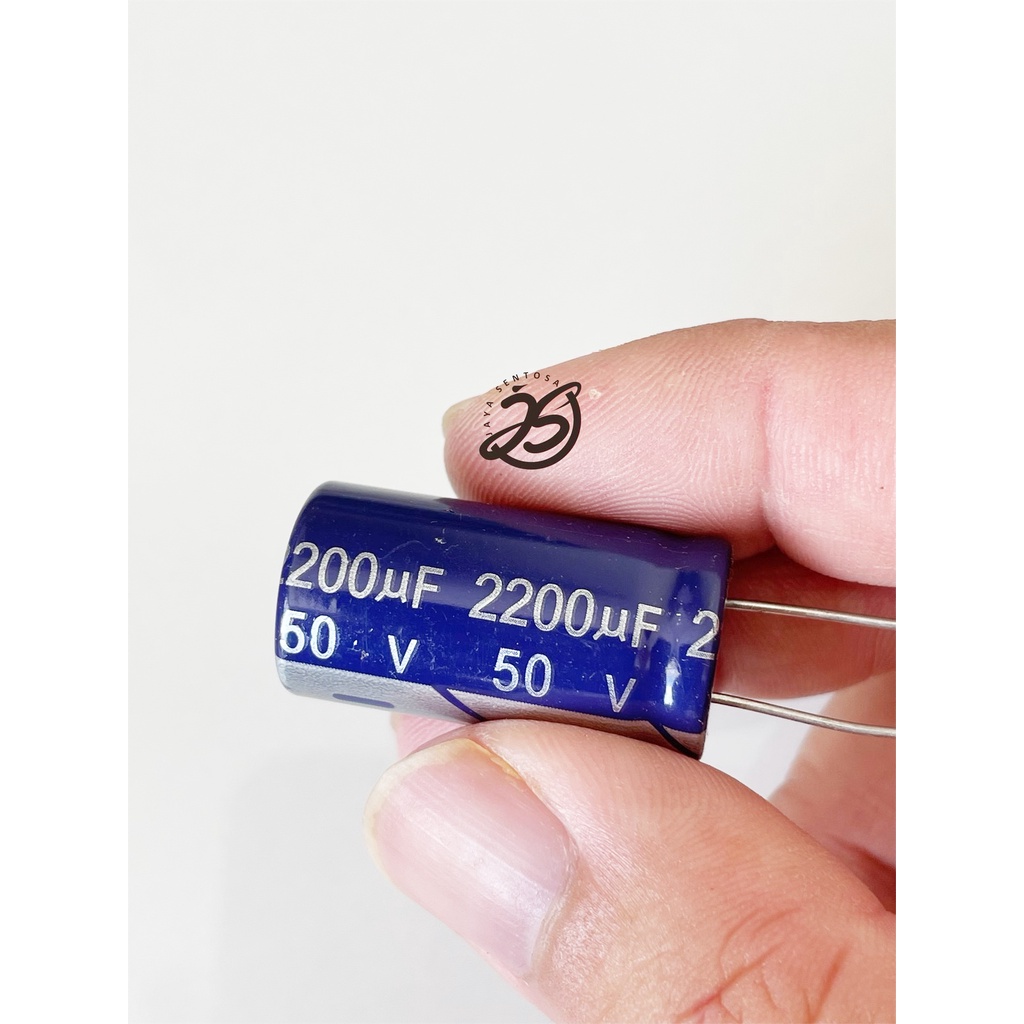 JAYA SENTOSA
JS
2200µF 2200µF 2
50 V 50 V